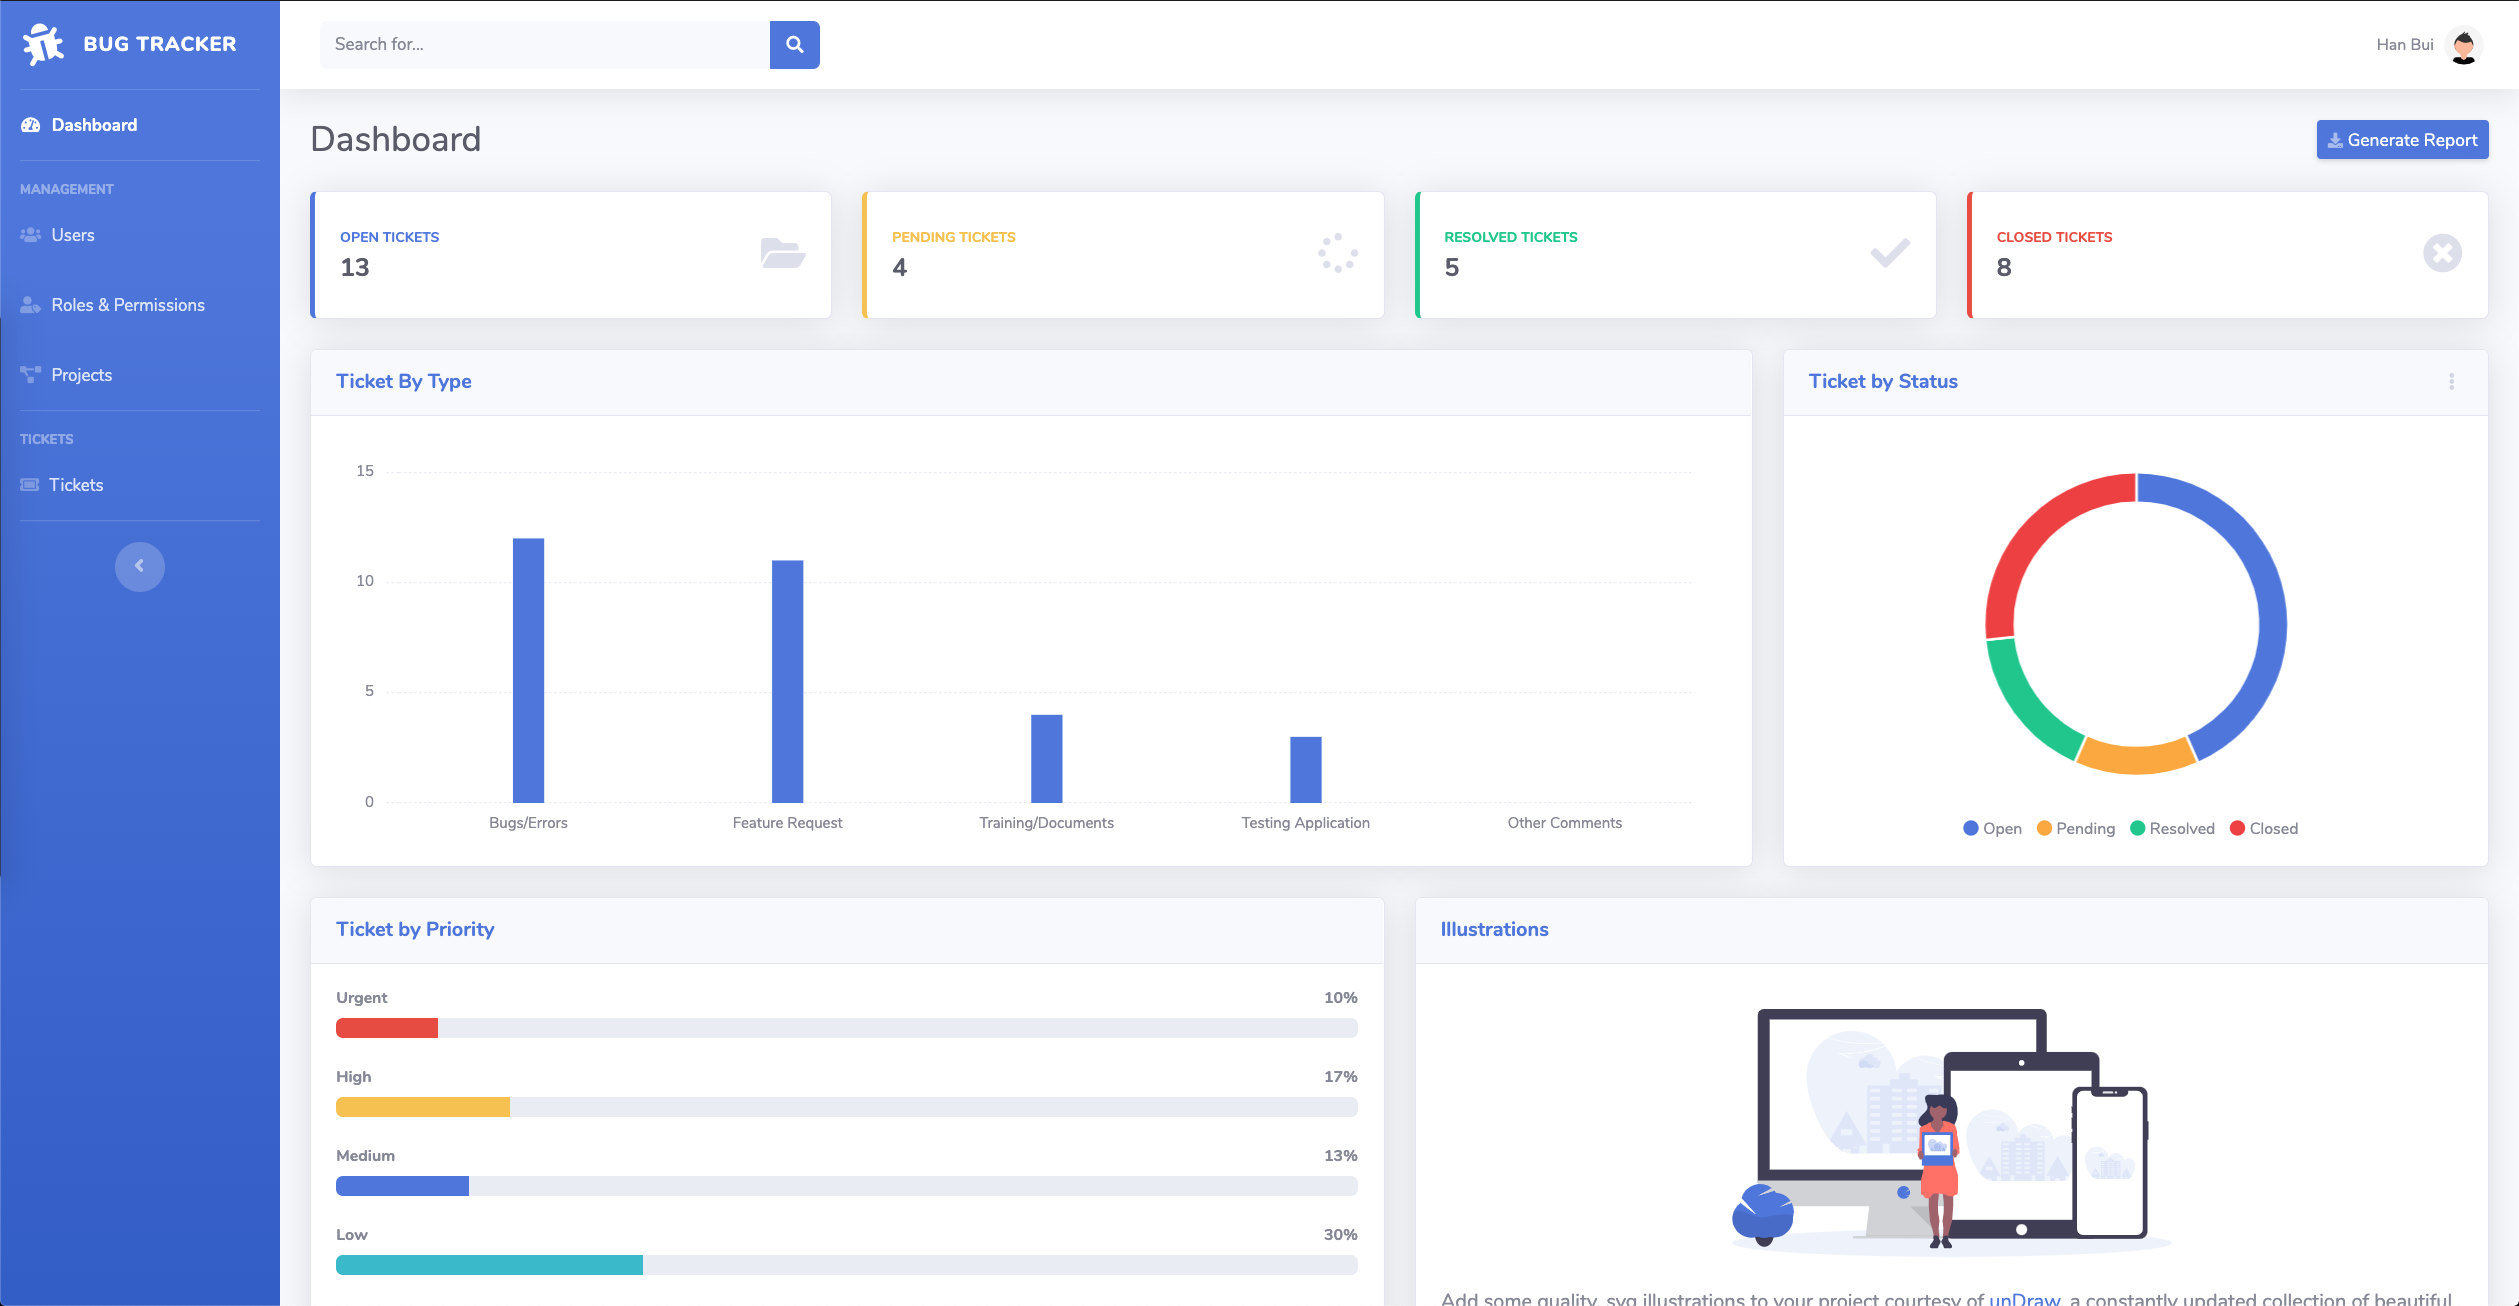 BUG TRACKER
Search for...
Han Bui
Dashboard
MANAGEMENT
Users
Roles & Permissions
Projects
TICKETS
Tickets
Dashboard
Generate Report
OPEN TICKETS
13
PENDING TICKETS
4
RESOLVED TICKETS
5
CLOSED TICKETS
8
Ticket By Type
15
10
5
0
Bugs/Errors
Feature Request
Training/Documents
Testing Application
Other Comments
Ticket by Status
Open
Pending
Resolved
Closed
Ticket by Priority
Urgent
10%
High
17%
Medium
13%
Low
30%
Illustrations
Add some quality, svg illustrations to your project courtesy of unDraw, a constantly updated collection of beautiful